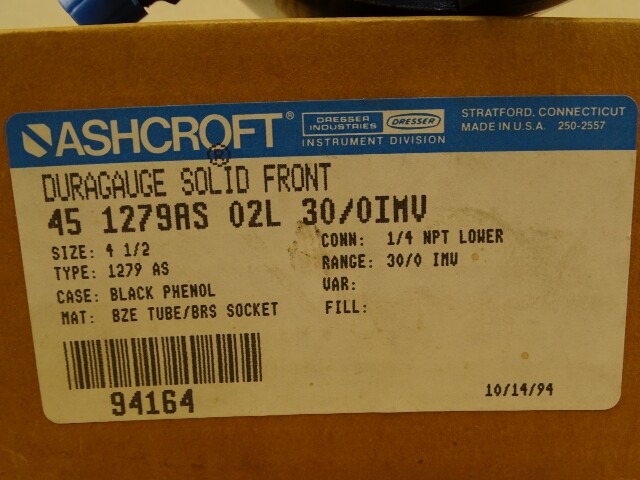 ASHCROFT®
DRESSER INDUSTRIES
DRESSER
INSTRUMENT DIVISION
STRATFORD, CONNECTICUT
MADE IN U.S.A. 250-2557
DURAGAUGE SOLID FRONT
45 1279AS 02L 30/0IMV
SIZE: 4 1/2
TYPE: 1279 AS
CASE: BLACK PHENOL
MAT: BZE TUBE/BRS SOCKET
CONN: 1/4 NPT LOWER
RANGE: 30/0 IMV
VAR:
FILL:
94164
10/14/94